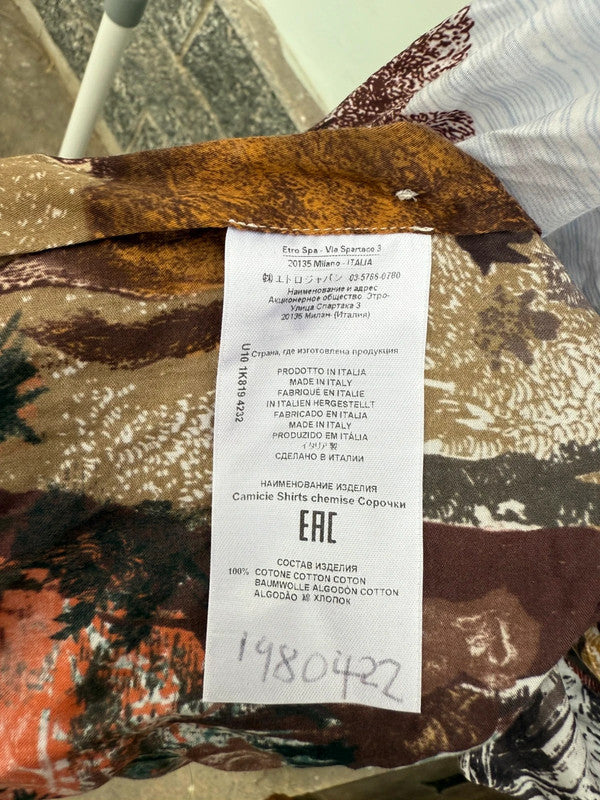 Etro Spa - Via Spartaco 3
20135 Milano - ITALIA
㈱エトロジャパン 03-5766-0780
Наименование и адрес
Акционерное общество. Этро-
Улица Спартака 3
20135 Милан- (Италия)
Страна, где изготовлена продукция
U10 1K819 4232
PRODOTTO IN ITALIA
MADE IN ITALY
FABRIQUÉ EN ITALIE
IN ITALIEN HERGESTELLT
FABRICADO EN ITALIA
MADE IN ITALY
PRODUZIDO EM ITÁLIA
イタリア製
СДЕЛАНО В ИТАЛИИ
НАИМЕНОВАНИЕ ИЗДЕЛИЯ
Camicie Shirts chemise Сорочки
EAC
СОСТАВ ИЗДЕЛИЯ
100% COTONE COTTON COTON
BAUMWOLLE ALGODÓN COTTON
ALGODÃO 綿 ХЛОПОК
1980422